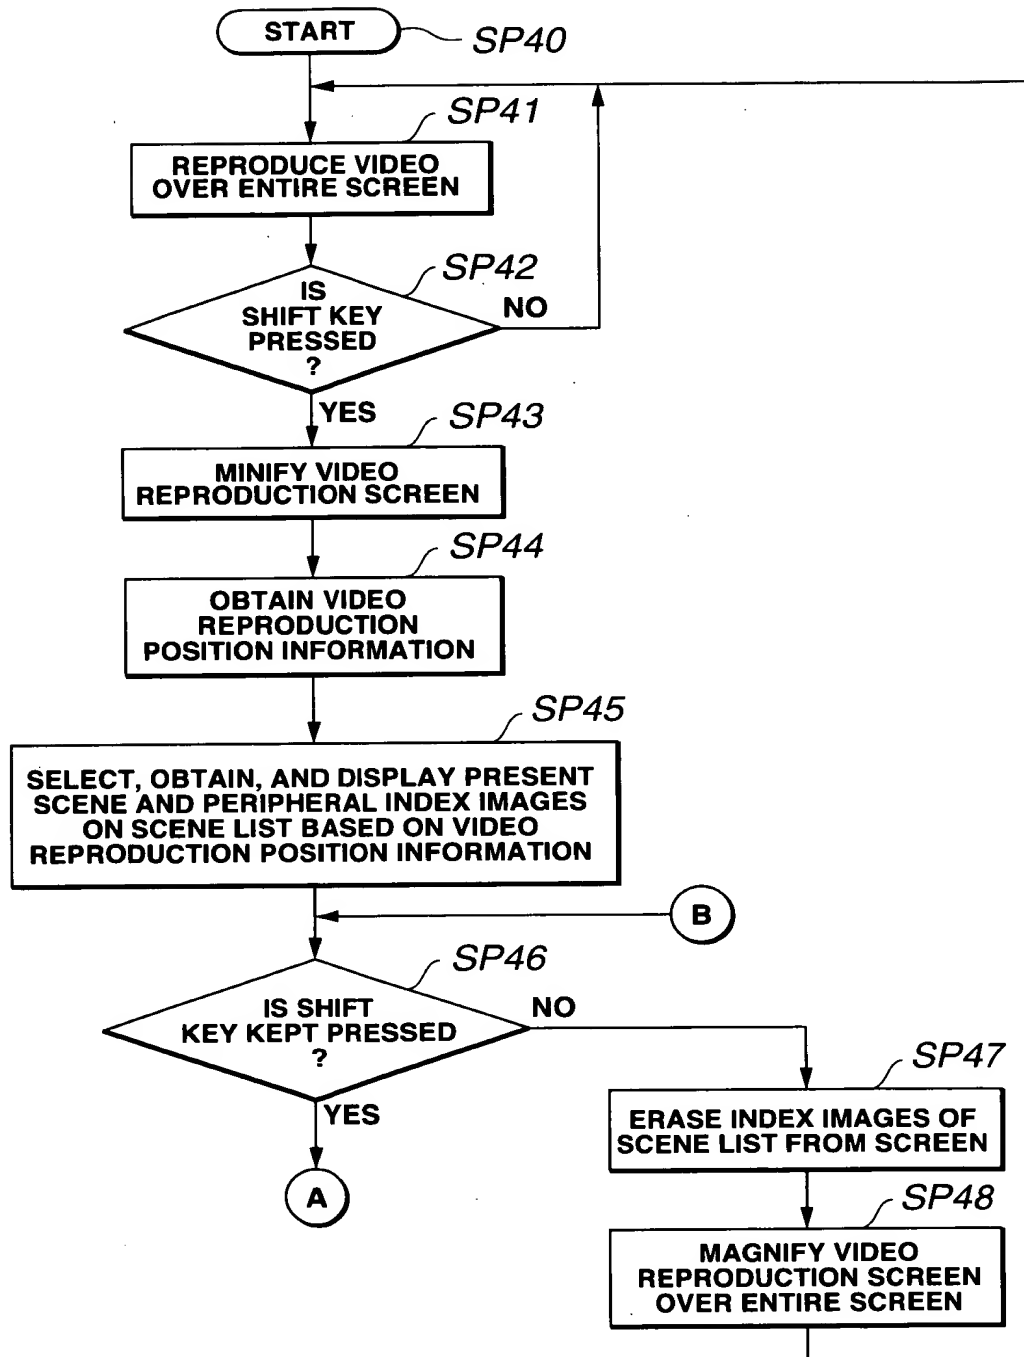 START
SP40
SP41
REPRODUCE VIDEO
OVER ENTIRE SCREEN
SP42
IS
SHIFT KEY
PRESSED
?
NO
YES
SP43
MINIFY VIDEO
REPRODUCTION SCREEN
SP44
OBTAIN VIDEO
REPRODUCTION
POSITION INFORMATION
SP45
SELECT, OBTAIN, AND DISPLAY PRESENT
SCENE AND PERIPHERAL INDEX IMAGES
ON SCENE LIST BASED ON VIDEO
REPRODUCTION POSITION INFORMATION
B
SP46
IS SHIFT
KEY KEPT PRESSED
?
NO
YES
A
SP47
ERASE INDEX IMAGES OF
SCENE LIST FROM SCREEN
SP48
MAGNIFY VIDEO
REPRODUCTION SCREEN
OVER ENTIRE SCREEN